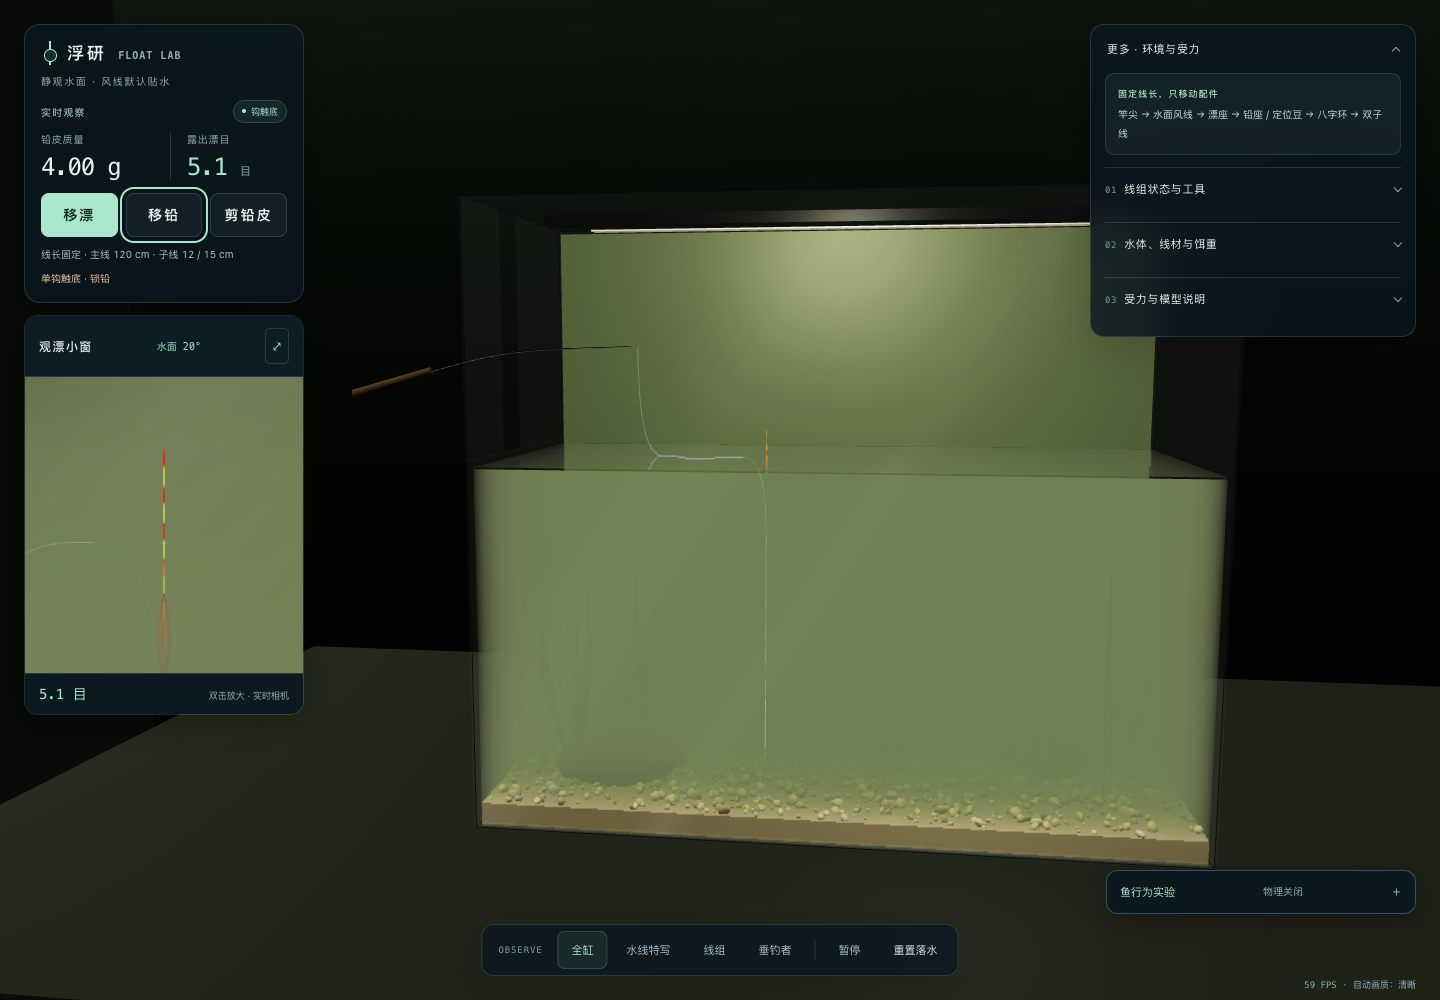 浮研 FLOAT LAB
静观水面 · 风线默认贴水
实时观察
钩触底
铅皮质量
4.00 g
露出漂目
5.1 目
移漂
移铅
剪铅皮
线长固定 · 主线 120 cm · 子线 12 / 15 cm
单钩触底 · 锁铅
观漂小窗
水面 20°
5.1 目
双击放大 · 实时相机
更多 · 环境与受力
固定线长，只移动配件
竿尖 → 水面风线 → 漂座 → 铅座 / 定位豆 → 八字环 → 双子
线
01 线组状态与工具
02 水体、线材与饵重
03 受力与模型说明
鱼行为实验
物理关闭
+
OBSERVE
全缸
水线特写
线组
垂钓者
暂停
重置落水
59 FPS · 自动画质：清晰